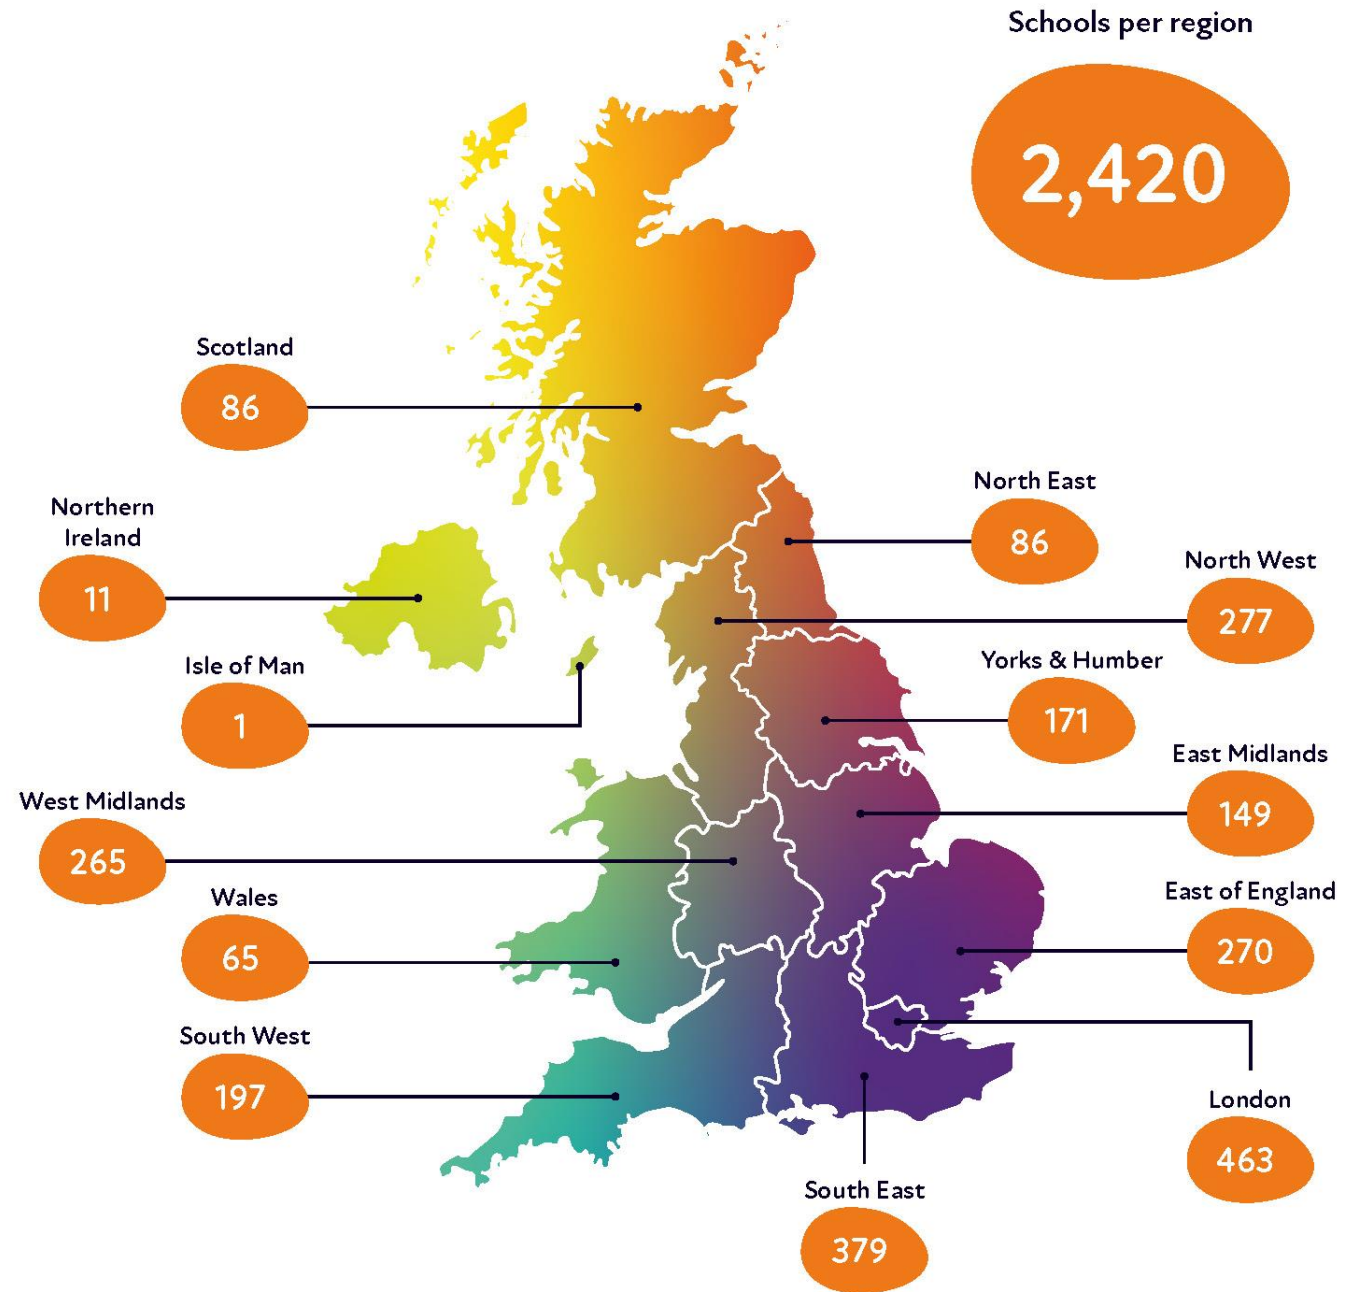 Schools per region
2,420
Scotland
86
North East
86
Northern
Ireland
11
North West
277
Isle of Man
1
Yorks & Humber
171
East Midlands
149
West Midlands
265
East of England
270
Wales
65
South West
197
London
463
South East
379